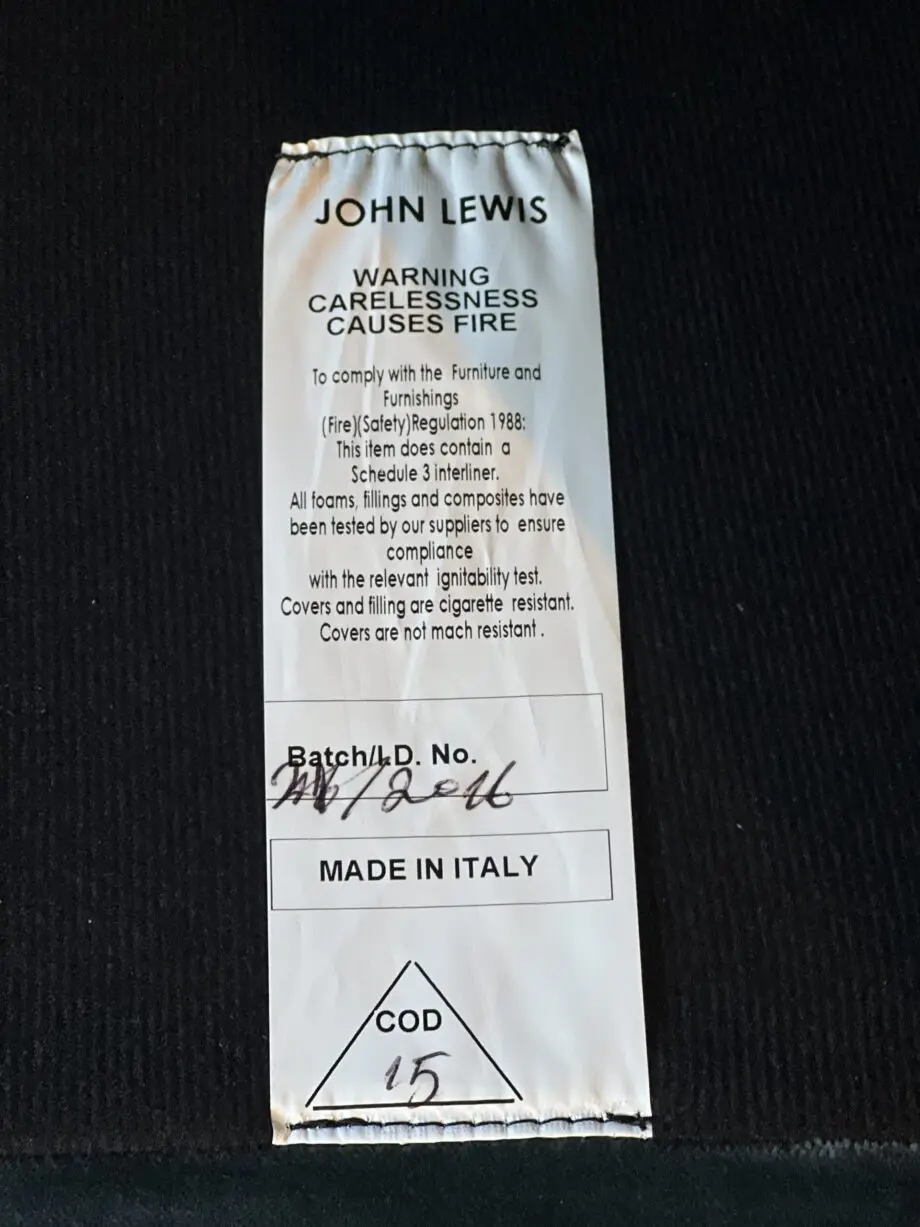 JOHN LEWIS
WARNING
CARELESSNESS
CAUSES FIRE
To comply with the Furniture and
Furnishings
(Fire)(Safety)Regulation 1988:
This item does contain a
Schedule 3 interliner.
All foams, fillings and composites have
been tested by our suppliers to ensure
compliance
with the relevant ignitability test.
Covers and filling are cigarette resistant.
Covers are not mach resistant .
Batch/I.D. No.
/2016
MADE IN ITALY
COD
15